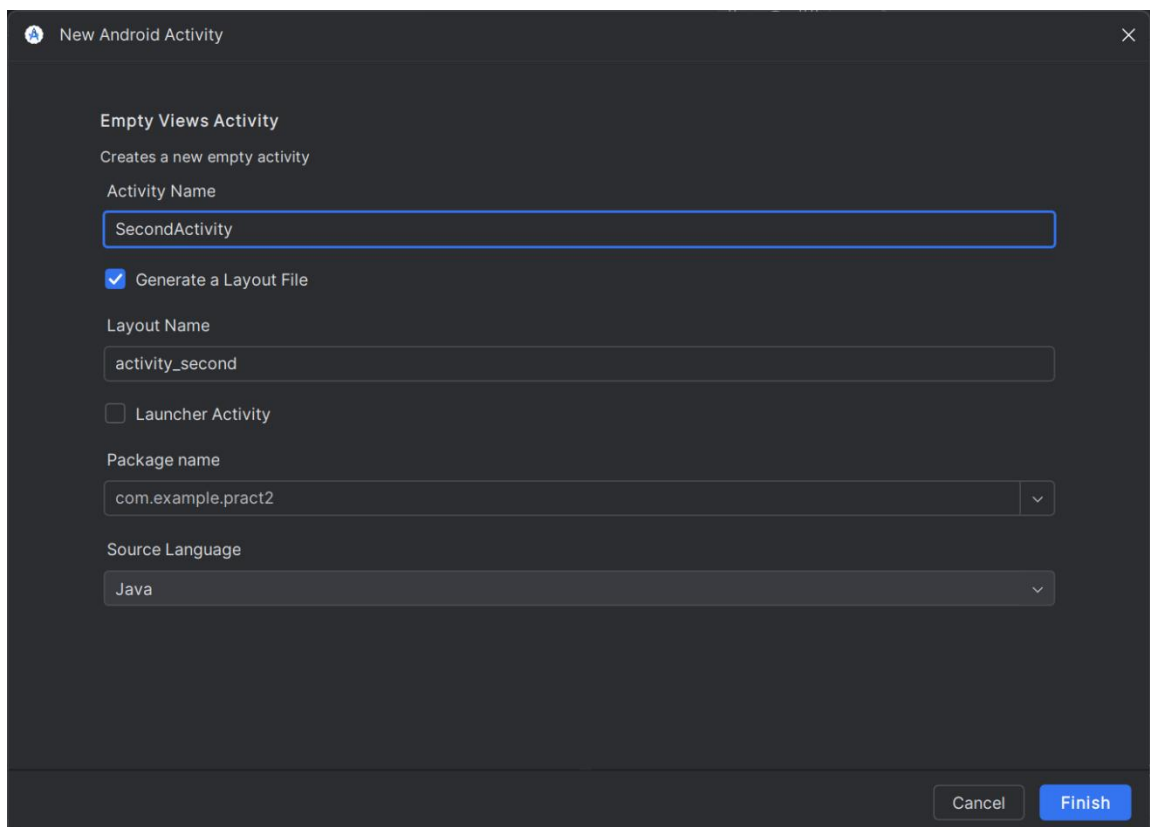 New Android Activity
Empty Views Activity
Creates a new empty activity
Activity Name
SecondActivity
Generate a Layout File
Layout Name
activity_second
Launcher Activity
Package name
com.example.pract2
Source Language
Java
Cancel
Finish